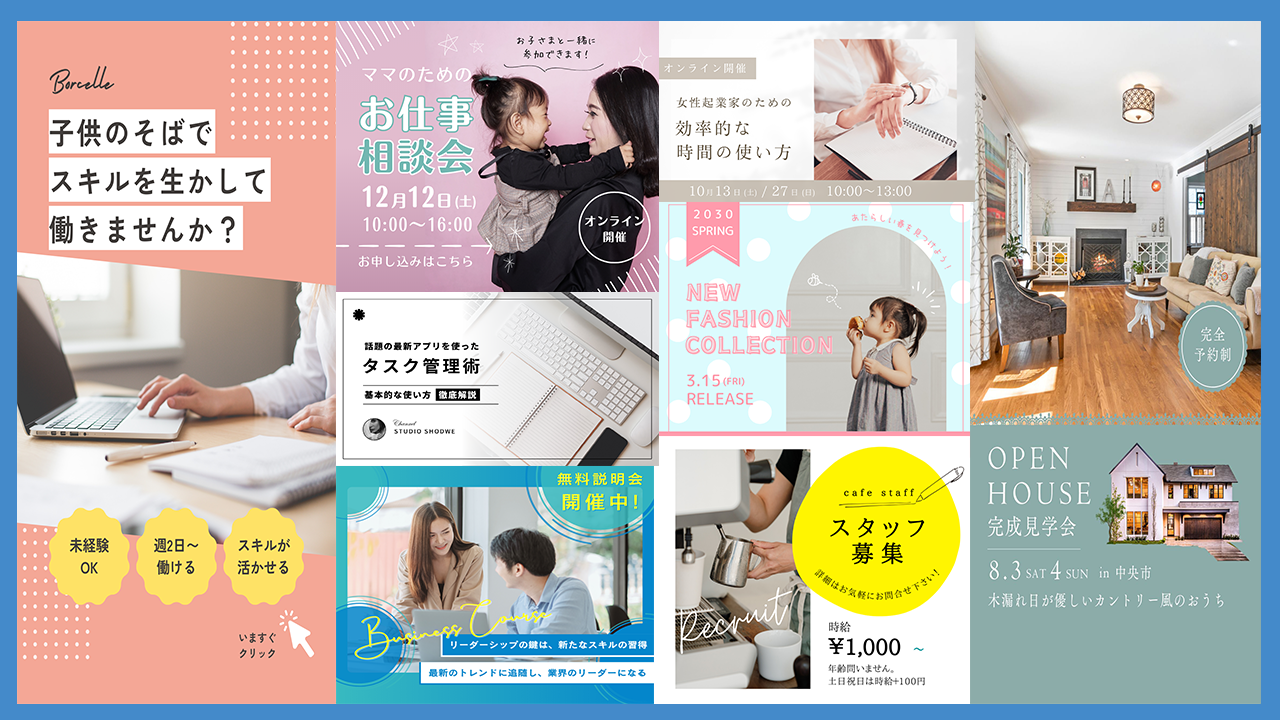 Borcelle
子供のそばで
スキルを生かして
働きませんか？
未経験
OK
週2日〜
働ける
スキルが
活かせる
いますぐ
クリック
お子さまと一緒に
参加できます！
ママのための
お仕事
相談会
12月12日(土)
10:00〜16:00
オンライン
開催
お申し込みはこちら
話題の最新アプリを使った
タスク管理術
基本的な使い方 徹底解説
Channel
STUDIO SHODWE
無料説明会
開催中!
Business Course
リーダーシップの鍵は、新たなスキルの習得
最新のトレンドに追随し、業界のリーダーになる
オンライン開催
女性起業家のための
効率的な
時間の使い方
10月13日(土) / 27日(日) 10:00〜13:00
2030
SPRING
あたらしい春を見つけよう！
NEW
FASHION
COLLECTION
3.15(FRI)
RELEASE
cafe staff
スタッフ
募集
詳細はお気軽にお問合せ下さい!
Recruit
時給
¥1,000 〜
年齢問いません。
土日祝日は時給+100円
完全
予約制
OPEN
HOUSE
完成見学会
8.3 SAT 4 SUN in 中央市
木漏れ日が優しいカントリー風のおうち